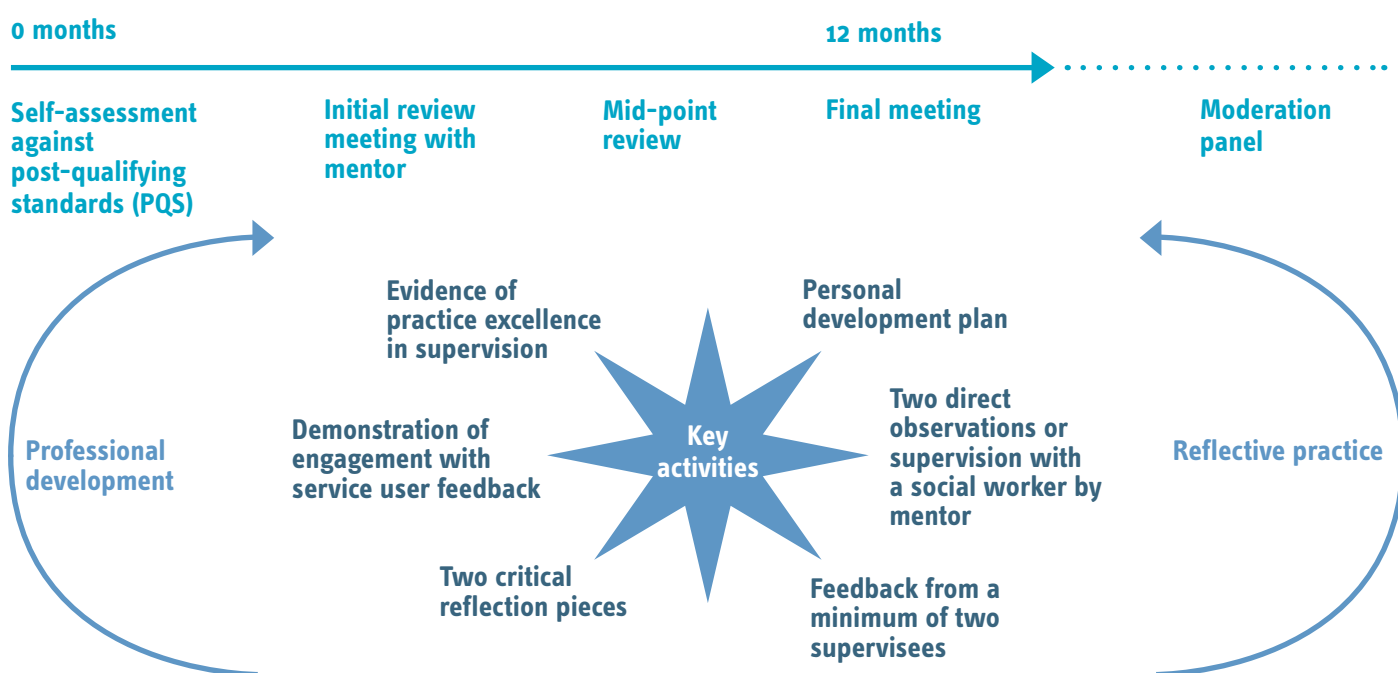 0 months
12 months
Self-assessment
against
post-qualifying
standards (PQS)
Initial review
meeting with
mentor
Mid-point
review
Final meeting
Moderation
panel
Evidence of
practice excellence
in supervision
Personal
development plan
Demonstration of
engagement with
service user feedback
Key
activities
Two direct
observations or
supervision with
a social worker by
mentor
Professional
development
Reflective practice
Two critical
reflection pieces
Feedback from a
minimum of two
supervisees